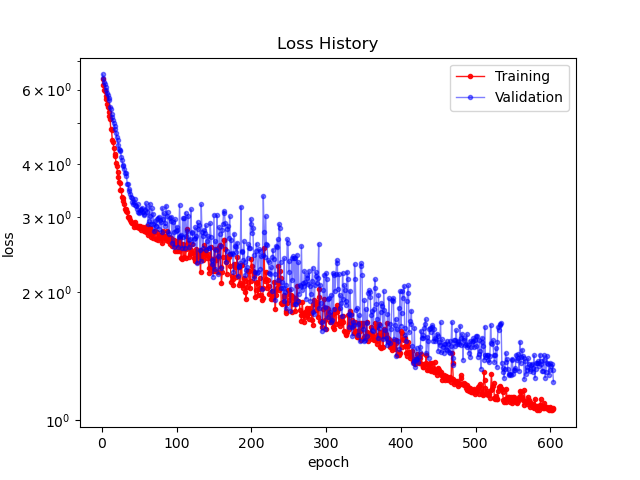 Loss History
Training
Validation
6 × 10⁰
4 × 10⁰
3 × 10⁰
2 × 10⁰
10⁰
loss
0 100 200 300 400 500 600
epoch